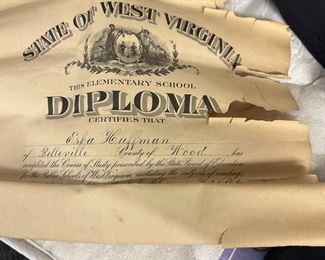 STATE OF WEST VIRGINIA
THIS ELEMENTARY SCHOOL
DIPLOMA
CERTIFIES THAT
Huffman
of Belleville County of Wood has
completed the Course of Study prescribed by the State Board of Education
for the Public Schools of West Virginia, including the subjects of reading,